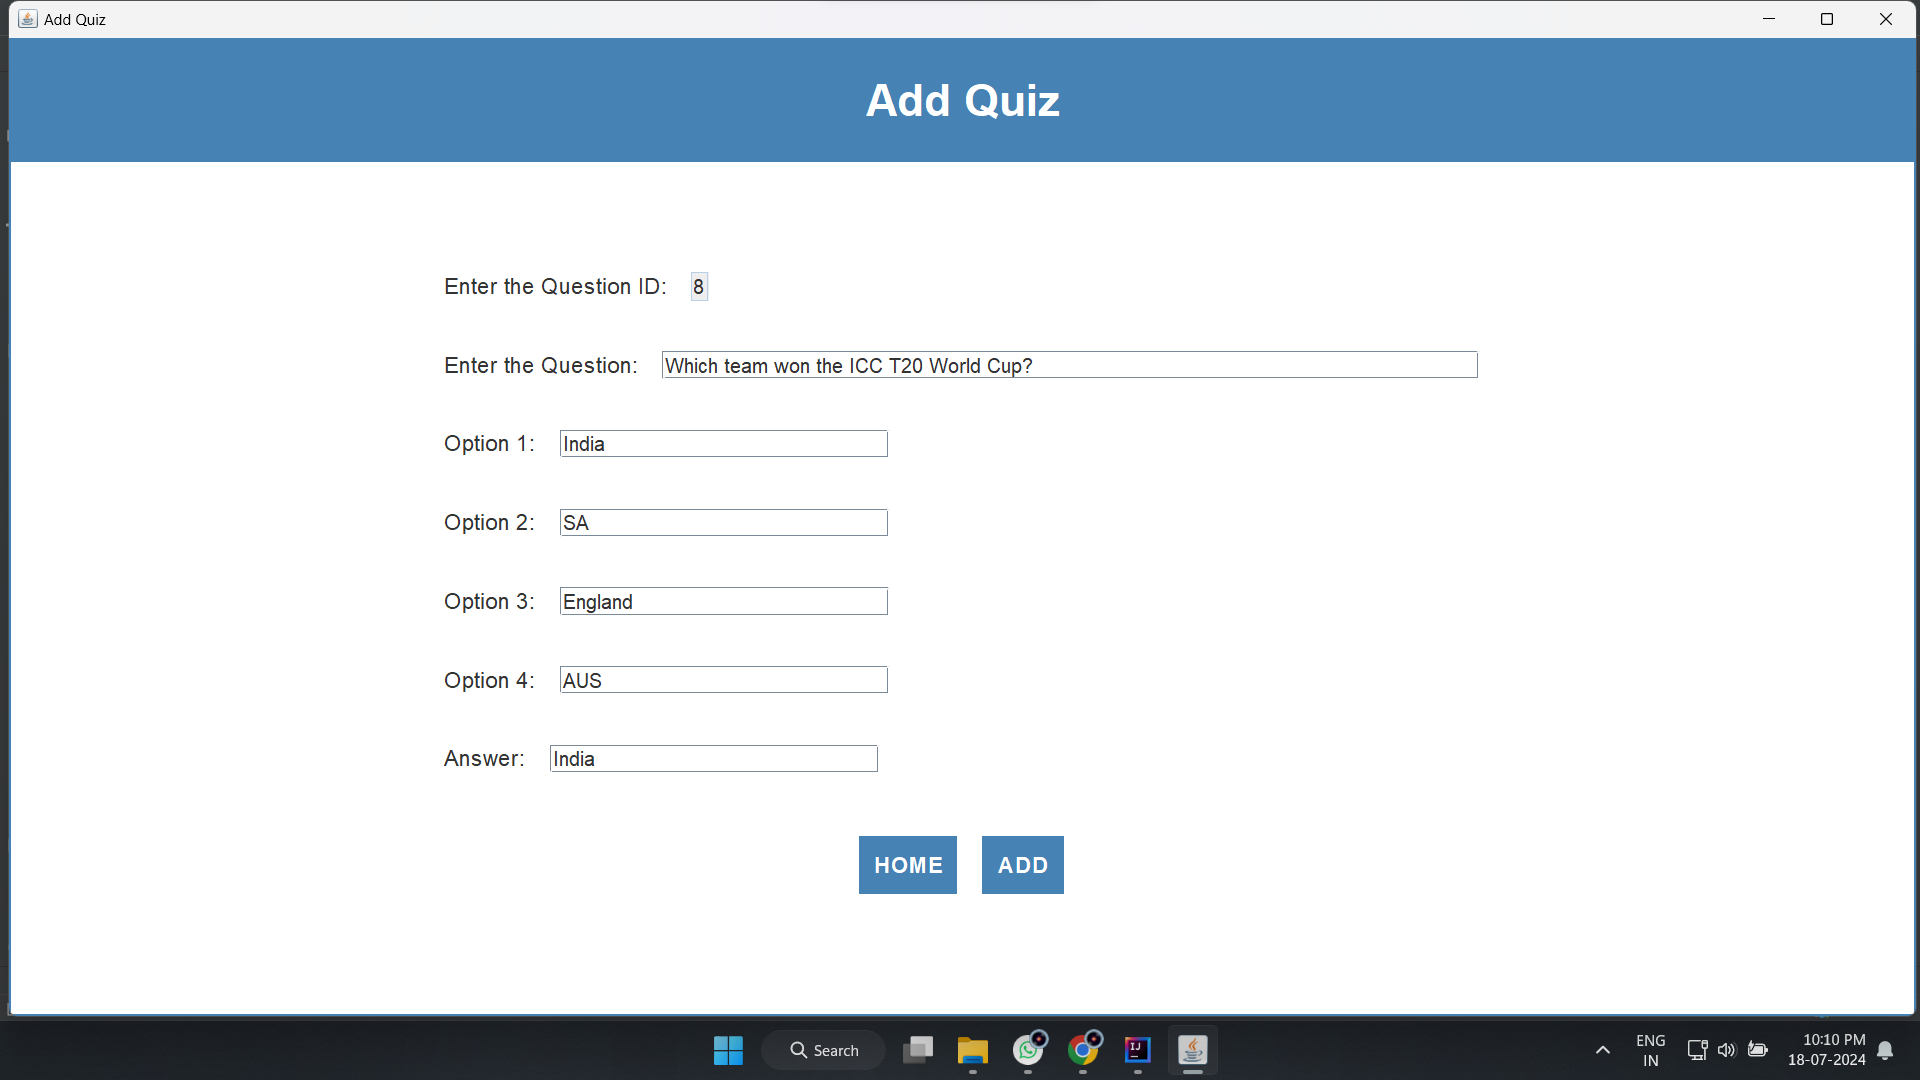 Add Quiz
Add Quiz
Enter the Question ID: 8
Enter the Question: Which team won the ICC T20 World Cup?
Option 1: India
Option 2: SA
Option 3: England
Option 4: AUS
Answer: India
HOME ADD
Search
ENG
IN
10:10 PM
18-07-2024
IJ